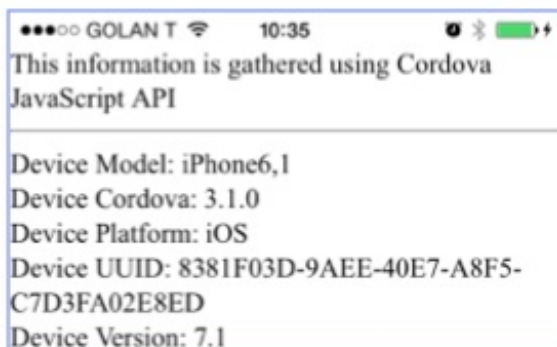 GOLAN T 10:35
This information is gathered using Cordova
JavaScript API
Device Model: iPhone6,1
Device Cordova: 3.1.0
Device Platform: iOS
Device UUID: 8381F03D-9AEE-40E7-A8F5-
C7D3FA02E8ED
Device Version: 7.1